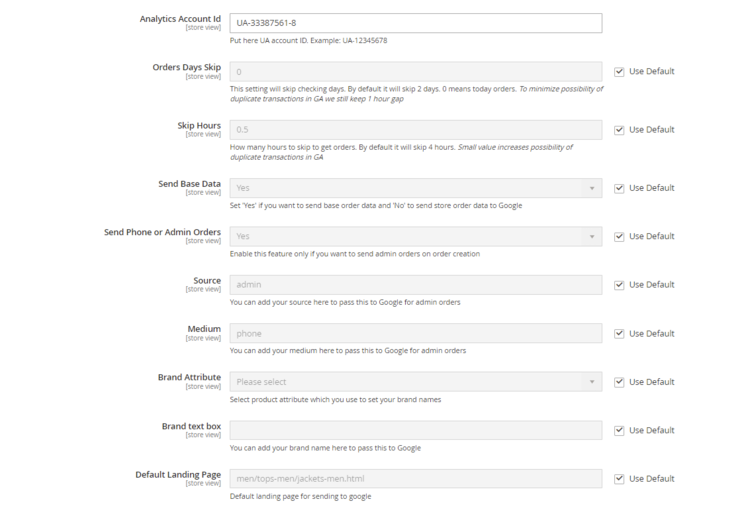 Analytics Account Id
[store view]
UA-33387561-8
Put here UA account ID. Example: UA-12345678
Orders Days Skip
[store view]
0
Use Default
This setting will skip checking days. By default it will skip 2 days. 0 means today orders. To minimize possibility of
duplicate transactions in GA we still keep 1 hour gap
Skip Hours
[store view]
0.5
Use Default
How many hours to skip to get orders. By default it will skip 4 hours. Small value increases possibility of
duplicate transactions in GA
Send Base Data
[store view]
Yes
Use Default
Set 'Yes' if you want to send base order data and 'No' to send store order data to Google
Send Phone or Admin Orders
[store view]
Yes
Use Default
Enable this feature only if you want to send admin orders on order creation
Source
[store view]
admin
Use Default
You can add your source here to pass this to Google for admin orders
Medium
[store view]
phone
Use Default
You can add your medium here to pass this to Google for admin orders
Brand Attribute
[store view]
Please select
Use Default
Select product attribute which you use to set your brand names
Brand text box
[store view]
Use Default
You can add your brand name here to pass this to Google
Default Landing Page
[store view]
men/tops-men/jackets-men.html
Use Default
Default landing page for sending to google